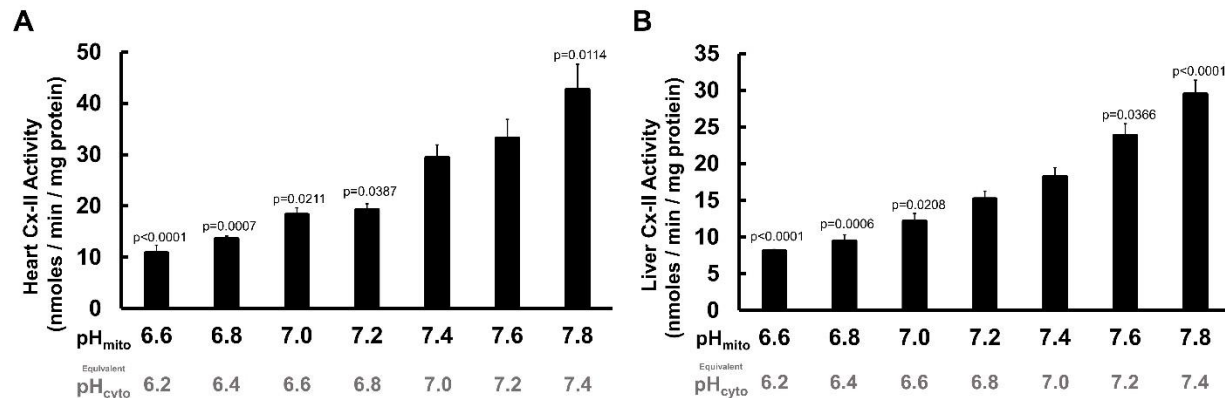 A
Heart Cx-II Activity
(nmoles / min / mg protein)
50
40
30
20
10
0
p<0.0001
p=0.0007
p=0.0211
p=0.0387
p=0.0114
pHmito 6.6 6.8 7.0 7.2 7.4 7.6 7.8
Equivalent
pHcyto 6.2 6.4 6.6 6.8 7.0 7.2 7.4
B
Liver Cx-II Activity
(nmoles / min / mg protiein)
35
30
25
20
15
10
5
0
p<0.0001
p=0.0006
p=0.0208
p=0.0366
p<0.0001
pHmito 6.6 6.8 7.0 7.2 7.4 7.6 7.8
Equivalent
pHcyto 6.2 6.4 6.6 6.8 7.0 7.2 7.4